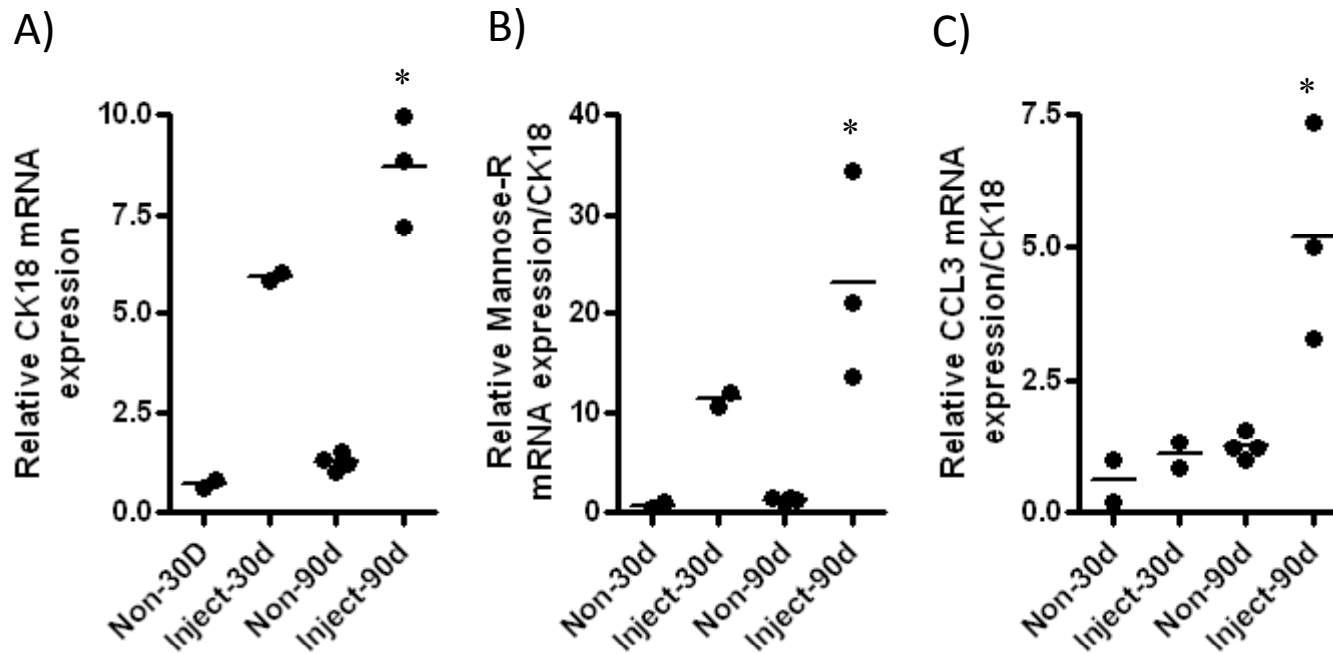 A)
Relative CK18 mRNA
expression
10.0
7.5
5.0
2.5
0.0
*
Non-30D
Inject-30d
Non-90d
Inject-90d
B)
Relative Mannose-R
mRNA expression/CK18
40
30
20
10
0
*
Non-30d
Inject-30d
Non-90d
Inject-90d
C)
Relative CCL3 mRNA
expression/CK18
7.5
5.0
2.5
0.0
*
Non-30d
Inject-30d
Non-90d
Inject-90d